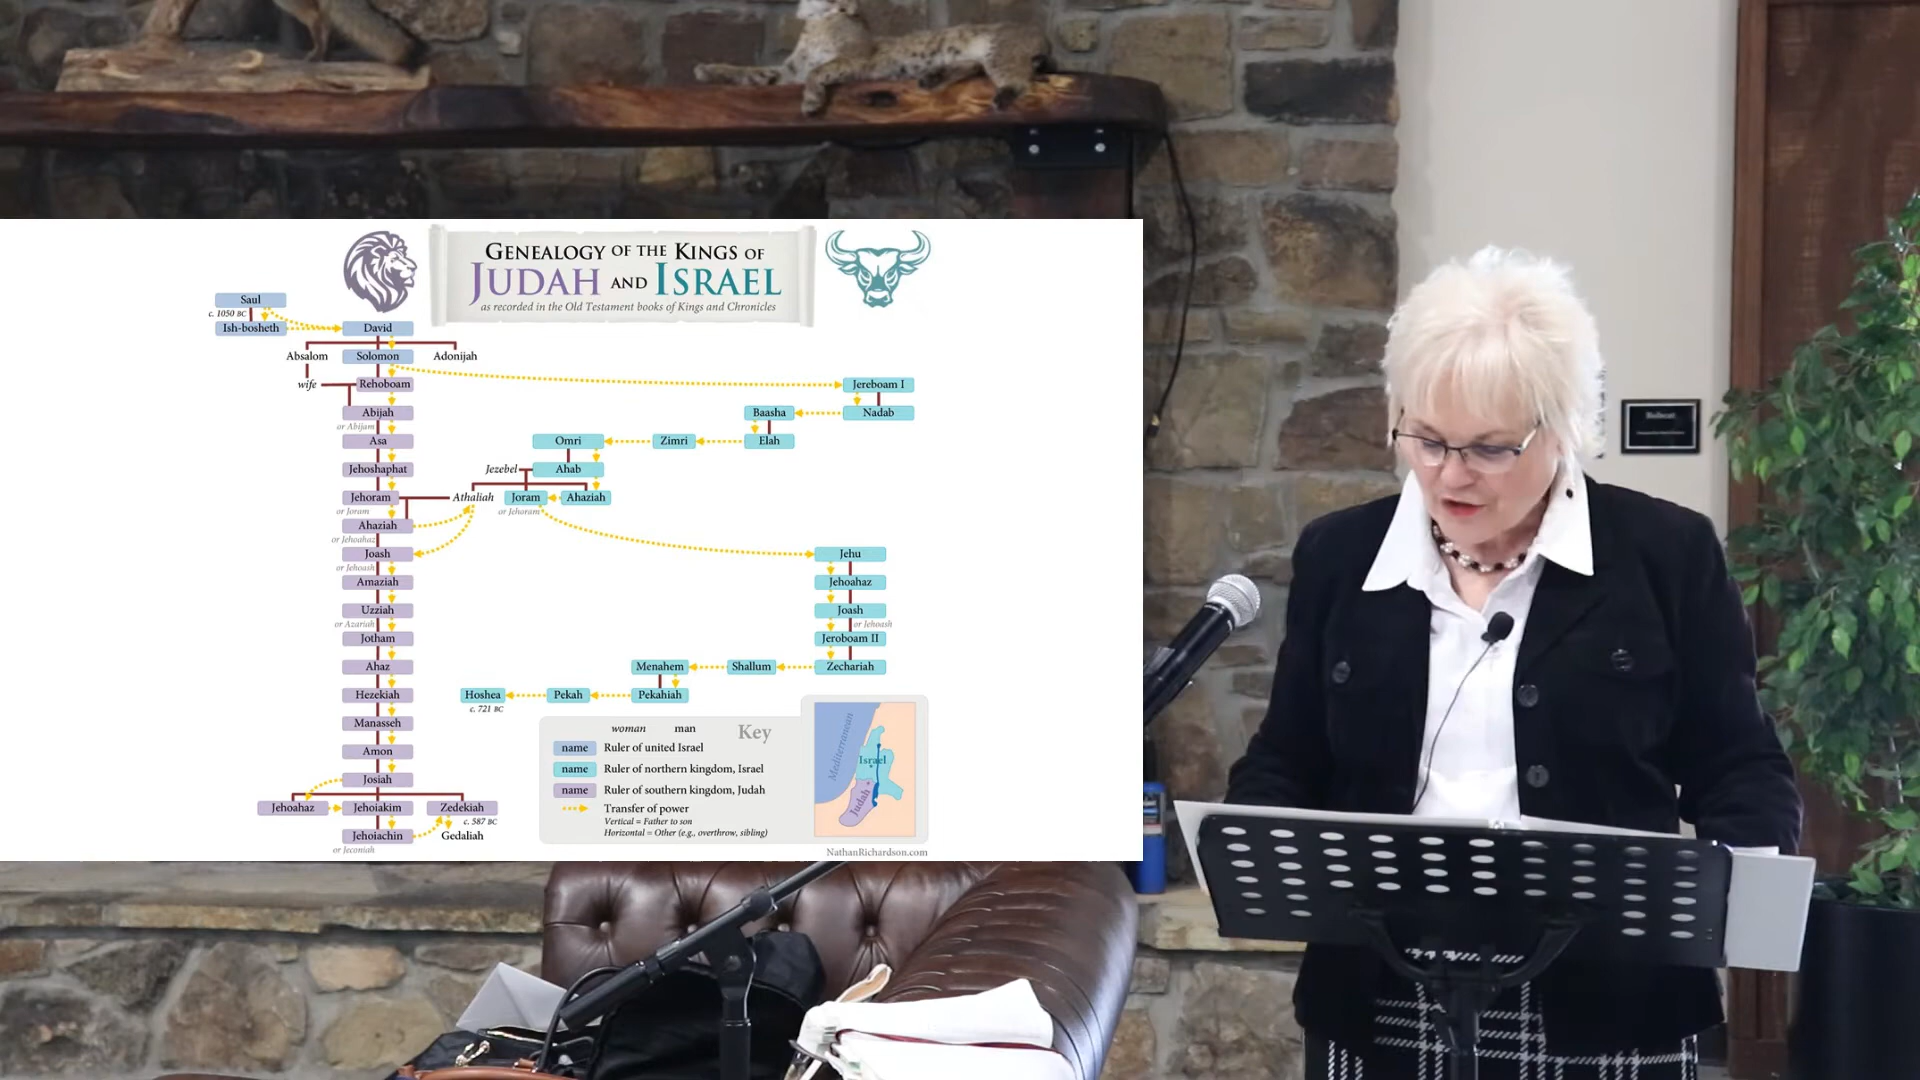 GENEALOGY OF THE KINGS OF
JUDAH AND ISRAEL
as recorded in the Old Testament books of Kings and Chronicles
Saul
c. 1050 BC
Ish-bosheth
David
Absalom
Solomon
Adonijah
wife
Rehoboam
Jereboam I
Abijah
or Abijam
Baasha
Nadab
Asa
Omri
Zimri
Elah
Jehoshaphat
Jezebel
Ahab
Jehoram
or Joram
Athaliah
Joram
or Jehoram
Ahaziah
Ahaziah
or Jehoahaz
Joash
or Jehoash
Jehu
Amaziah
Jehoahaz
Uzziah
or Azariah
Joash
or Jehoash
Jotham
Jeroboam II
Ahaz
Menahem
Shallum
Zechariah
Hezekiah
Hoshea
c. 721 BC
Pekah
Pekahiah
Manasseh
Amon
Josiah
Jehoahaz
Jehoiakim
Zedekiah
c. 587 BC
Jehoiachin
or Jeconiah
Gedaliah
woman man Key
name Ruler of united Israel
name Ruler of northern kingdom, Israel
name Ruler of southern kingdom, Judah
Transfer of power
Vertical = Father to son
Horizontal = Other (e.g., overthrow, sibling)
Mediterranean
Israel
Judah
NathanRichardson.com
Bobcat